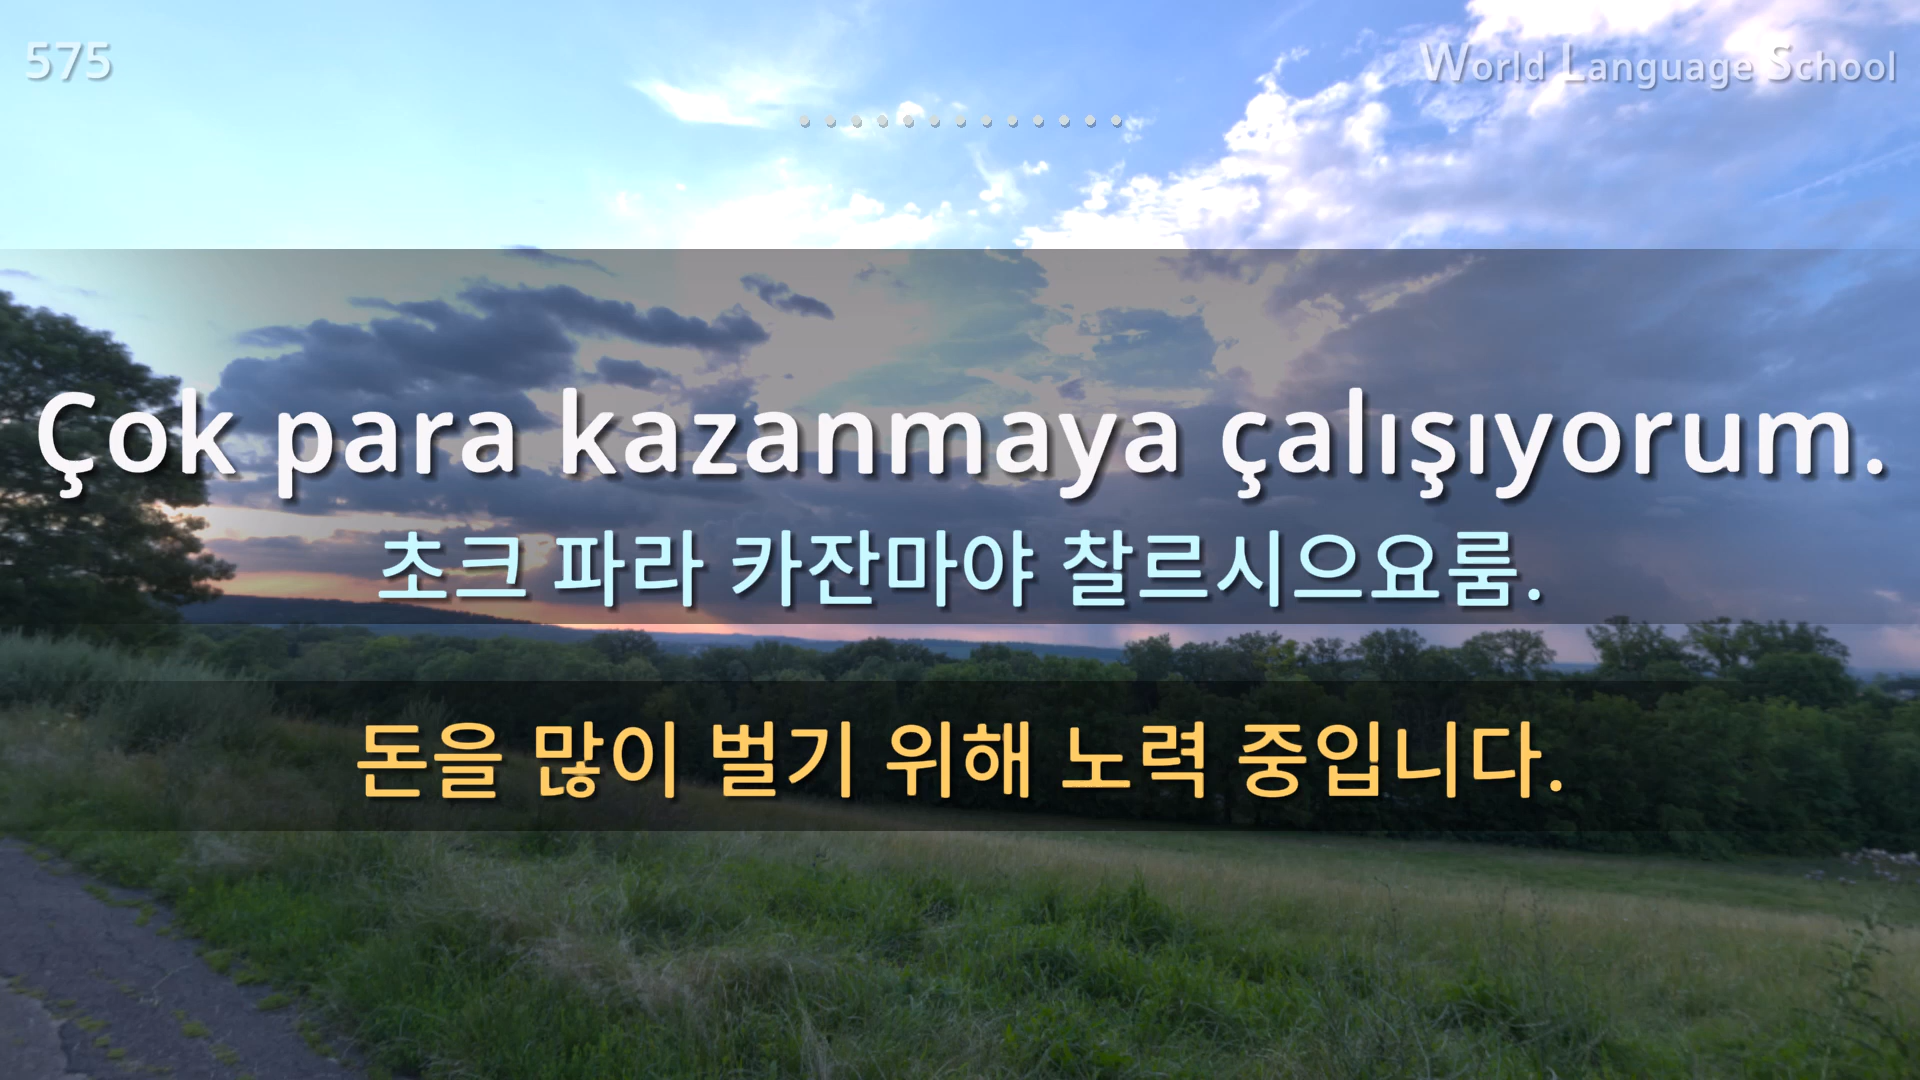 575
World Language School
Çok para kazanmaya çalışıyorum.
초크 파라 카잔마야 찰르시으요룸.
돈을 많이 벌기 위해 노력 중입니다.